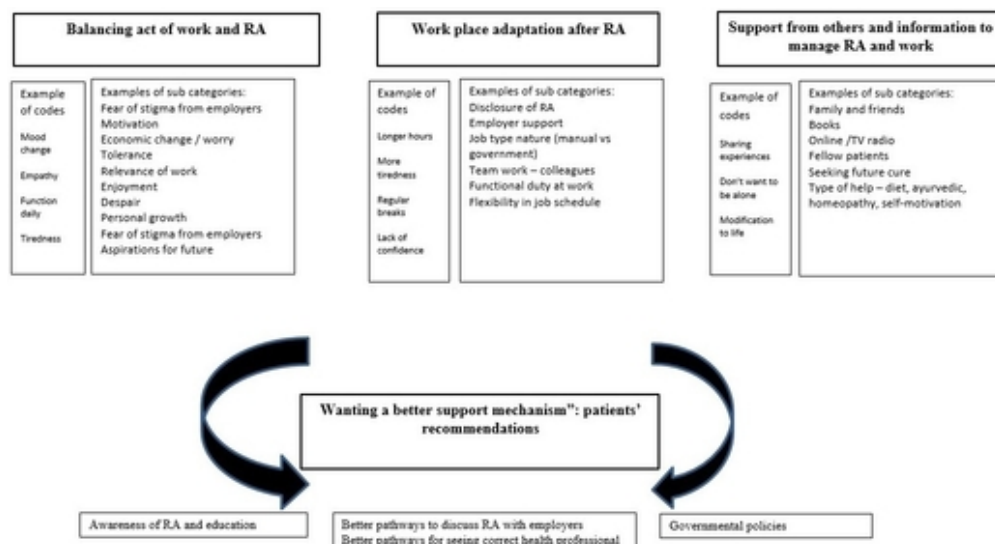 Balancing act of work and RA
Example
of codes
Mood
change
Empathy
Function
daily
Tiredness
Examples of sub categories:
Fear of stigma from employers
Motivation
Economic change / worry
Tolerance
Relevance of work
Enjoyment
Despair
Personal growth
Fear of stigma from employers
Aspirations for future
Work place adaptation after RA
Example of
codes
Longer hours
More
tiredness
Regular
breaks
Lack of
confidence
Examples of sub categories:
Disclosure of RA
Employer support
Job type nature (manual vs
government)
Team work – colleagues
Functional duty at work
Flexibility in job schedule
Support from others and information to
manage RA and work
Example of
codes
Sharing
experiences
Don't want to
be alone
Modification
to life
Examples of sub categories:
Family and friends
Books
Online /TV radio
Fellow patients
Seeking future cure
Type of help – diet, ayurvedic,
homeopathy, self-motivation
Wanting a better support mechanism”: patients’
recommendations
Awareness of RA and education
Better pathways to discuss RA with employers
Better pathways for seeing correct health professional
Governmental policies